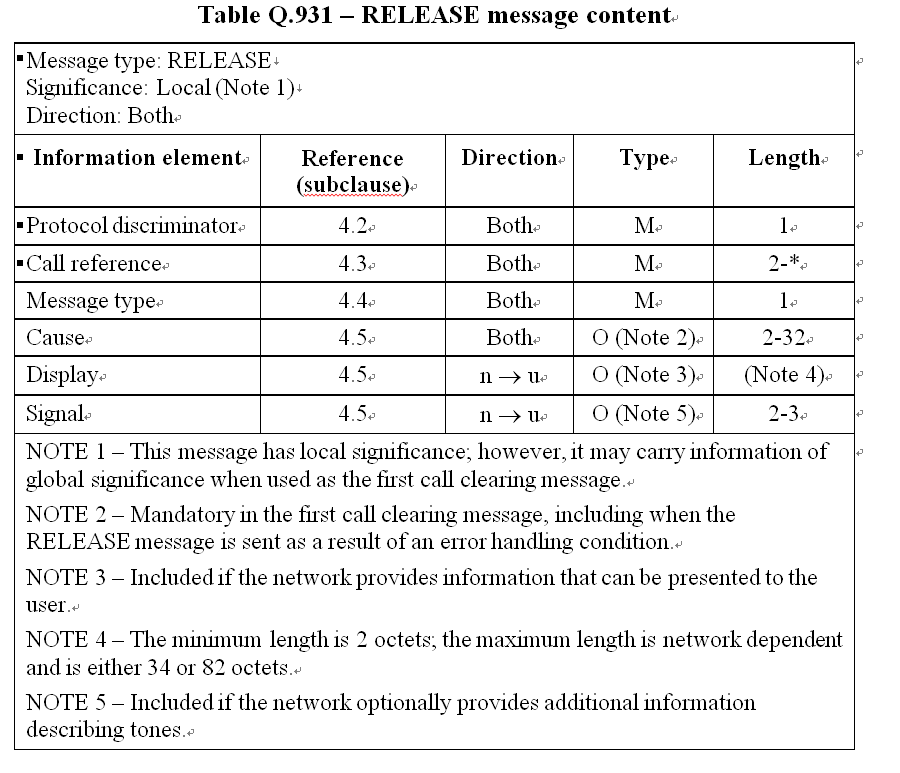 Table Q.931 – RELEASE message content
Message type: RELEASE
Significance: Local (Note 1)
Direction: Both
Information element Reference (subclause) Direction Type Length
Protocol discriminator 4.2 Both M 1
Call reference 4.3 Both M 2-*
Message type 4.4 Both M 1
Cause 4.5 Both O (Note 2) 2-32
Display 4.5 n → u O (Note 3) (Note 4)
Signal 4.5 n → u O (Note 5) 2-3
NOTE 1 – This message has local significance; however, it may carry information of
global significance when used as the first call clearing message.
NOTE 2 – Mandatory in the first call clearing message, including when the
RELEASE message is sent as a result of an error handling condition.
NOTE 3 – Included if the network provides information that can be presented to the
user.
NOTE 4 – The minimum length is 2 octets; the maximum length is network dependent
and is either 34 or 82 octets.
NOTE 5 – Included if the network optionally provides additional information
describing tones.